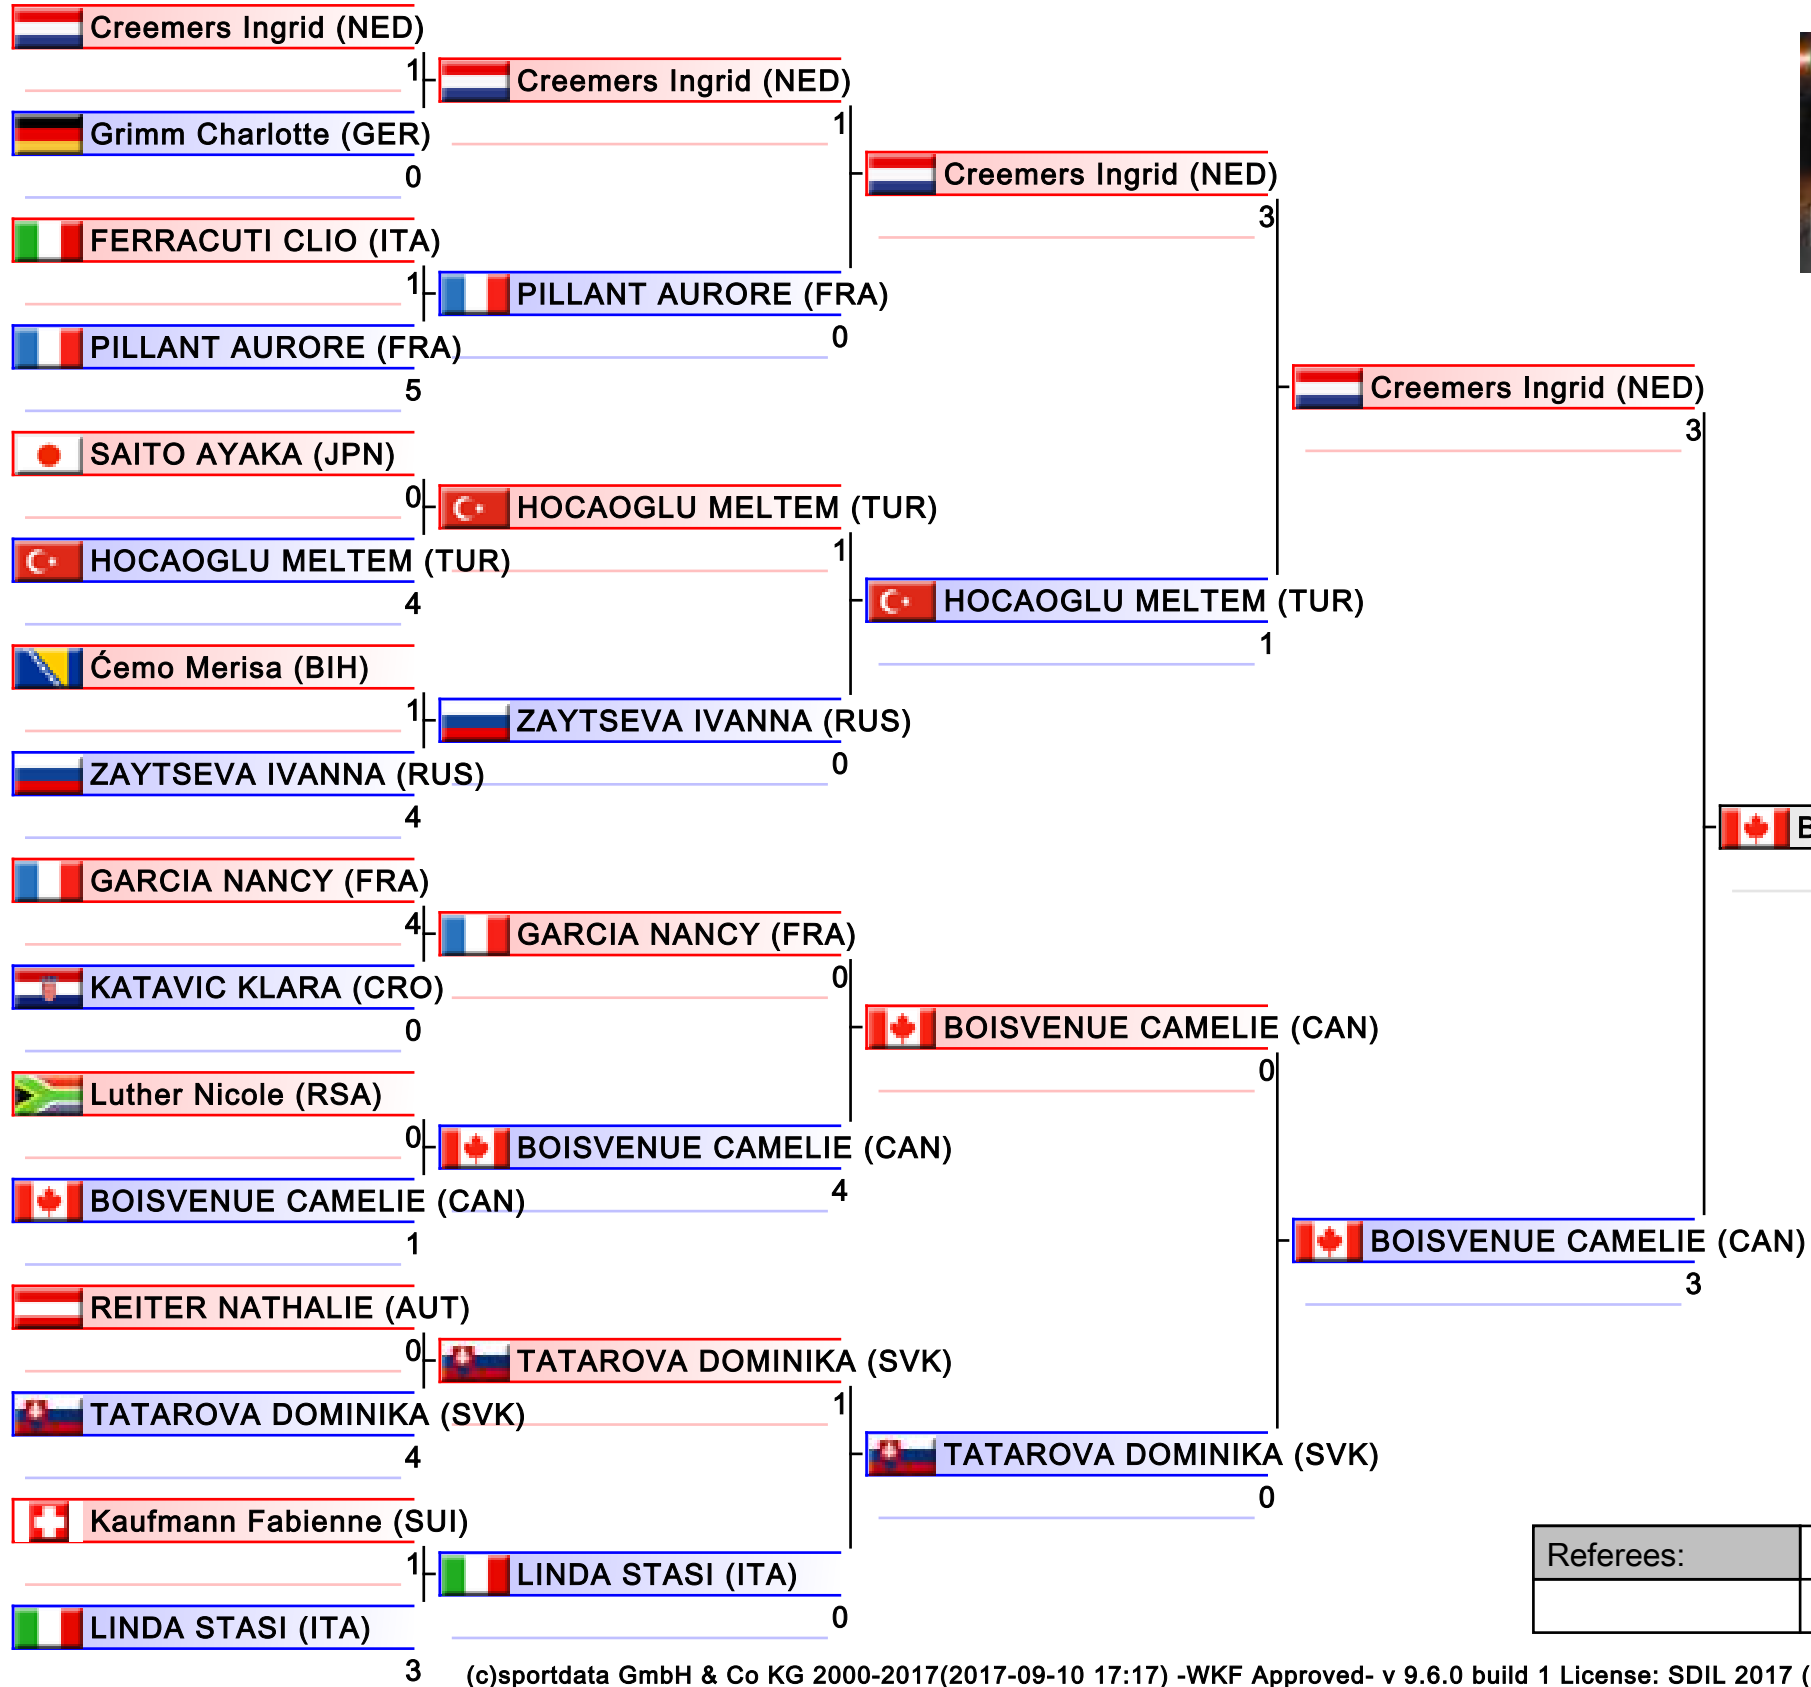 Creemers Ingrid (NED)
1
Grimm Charlotte (GER)
0
FERRACUTI CLIO (ITA)
1
PILLANT AURORE (FRA)
5
SAITO AYAKA (JPN)
0
HOCAOGLU MELTEM (TUR)
4
Ćemo Merisa (BIH)
1
ZAYTSEVA IVANNA (RUS)
4
GARCIA NANCY (FRA)
4
KATAVIC KLARA (CRO)
0
Luther Nicole (RSA)
0
BOISVENUE CAMELIE (CAN)
1
REITER NATHALIE (AUT)
0
TATAROVA DOMINIKA (SVK)
4
Kaufmann Fabienne (SUI)
1
LINDA STASI (ITA)
3
Creemers Ingrid (NED)
1
PILLANT AURORE (FRA)
0
HOCAOGLU MELTEM (TUR)
1
ZAYTSEVA IVANNA (RUS)
0
GARCIA NANCY (FRA)
0
BOISVENUE CAMELIE (CAN)
4
TATAROVA DOMINIKA (SVK)
1
LINDA STASI (ITA)
0
Creemers Ingrid (NED)
3
HOCAOGLU MELTEM (TUR)
1
BOISVENUE CAMELIE (CAN)
0
TATAROVA DOMINIKA (SVK)
0
Creemers Ingrid (NED)
3
BOISVENUE CAMELIE (CAN)
3
Referees:
(c)sportdata GmbH & Co KG 2000-2017(2017-09-10 17:17) -WKF Approved- v 9.6.0 build 1 License: SDIL 2017 (